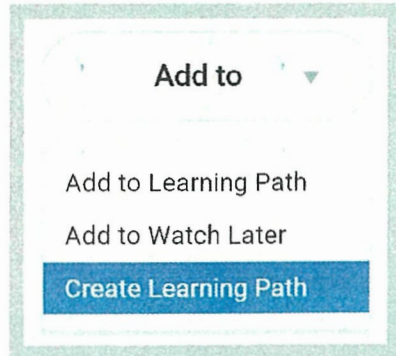 Add to
Add to Learning Path
Add to Watch Later
Create Learning Path